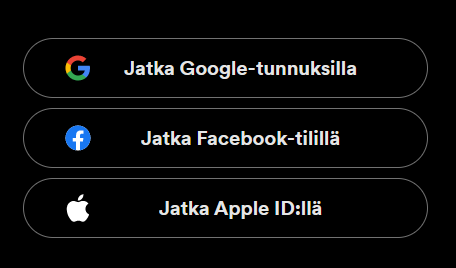 Jatka Google-tunnuksilla
Jatka Facebook-tilillä
Jatka Apple ID:llä